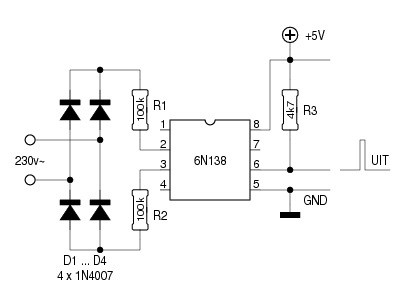 +5V
100k
R1
4k7
R3
1
2
3
4
6N138
8
7
6
5
230v~
UIT
GND
100k
R2
D1 ... D4
4 x 1N4007